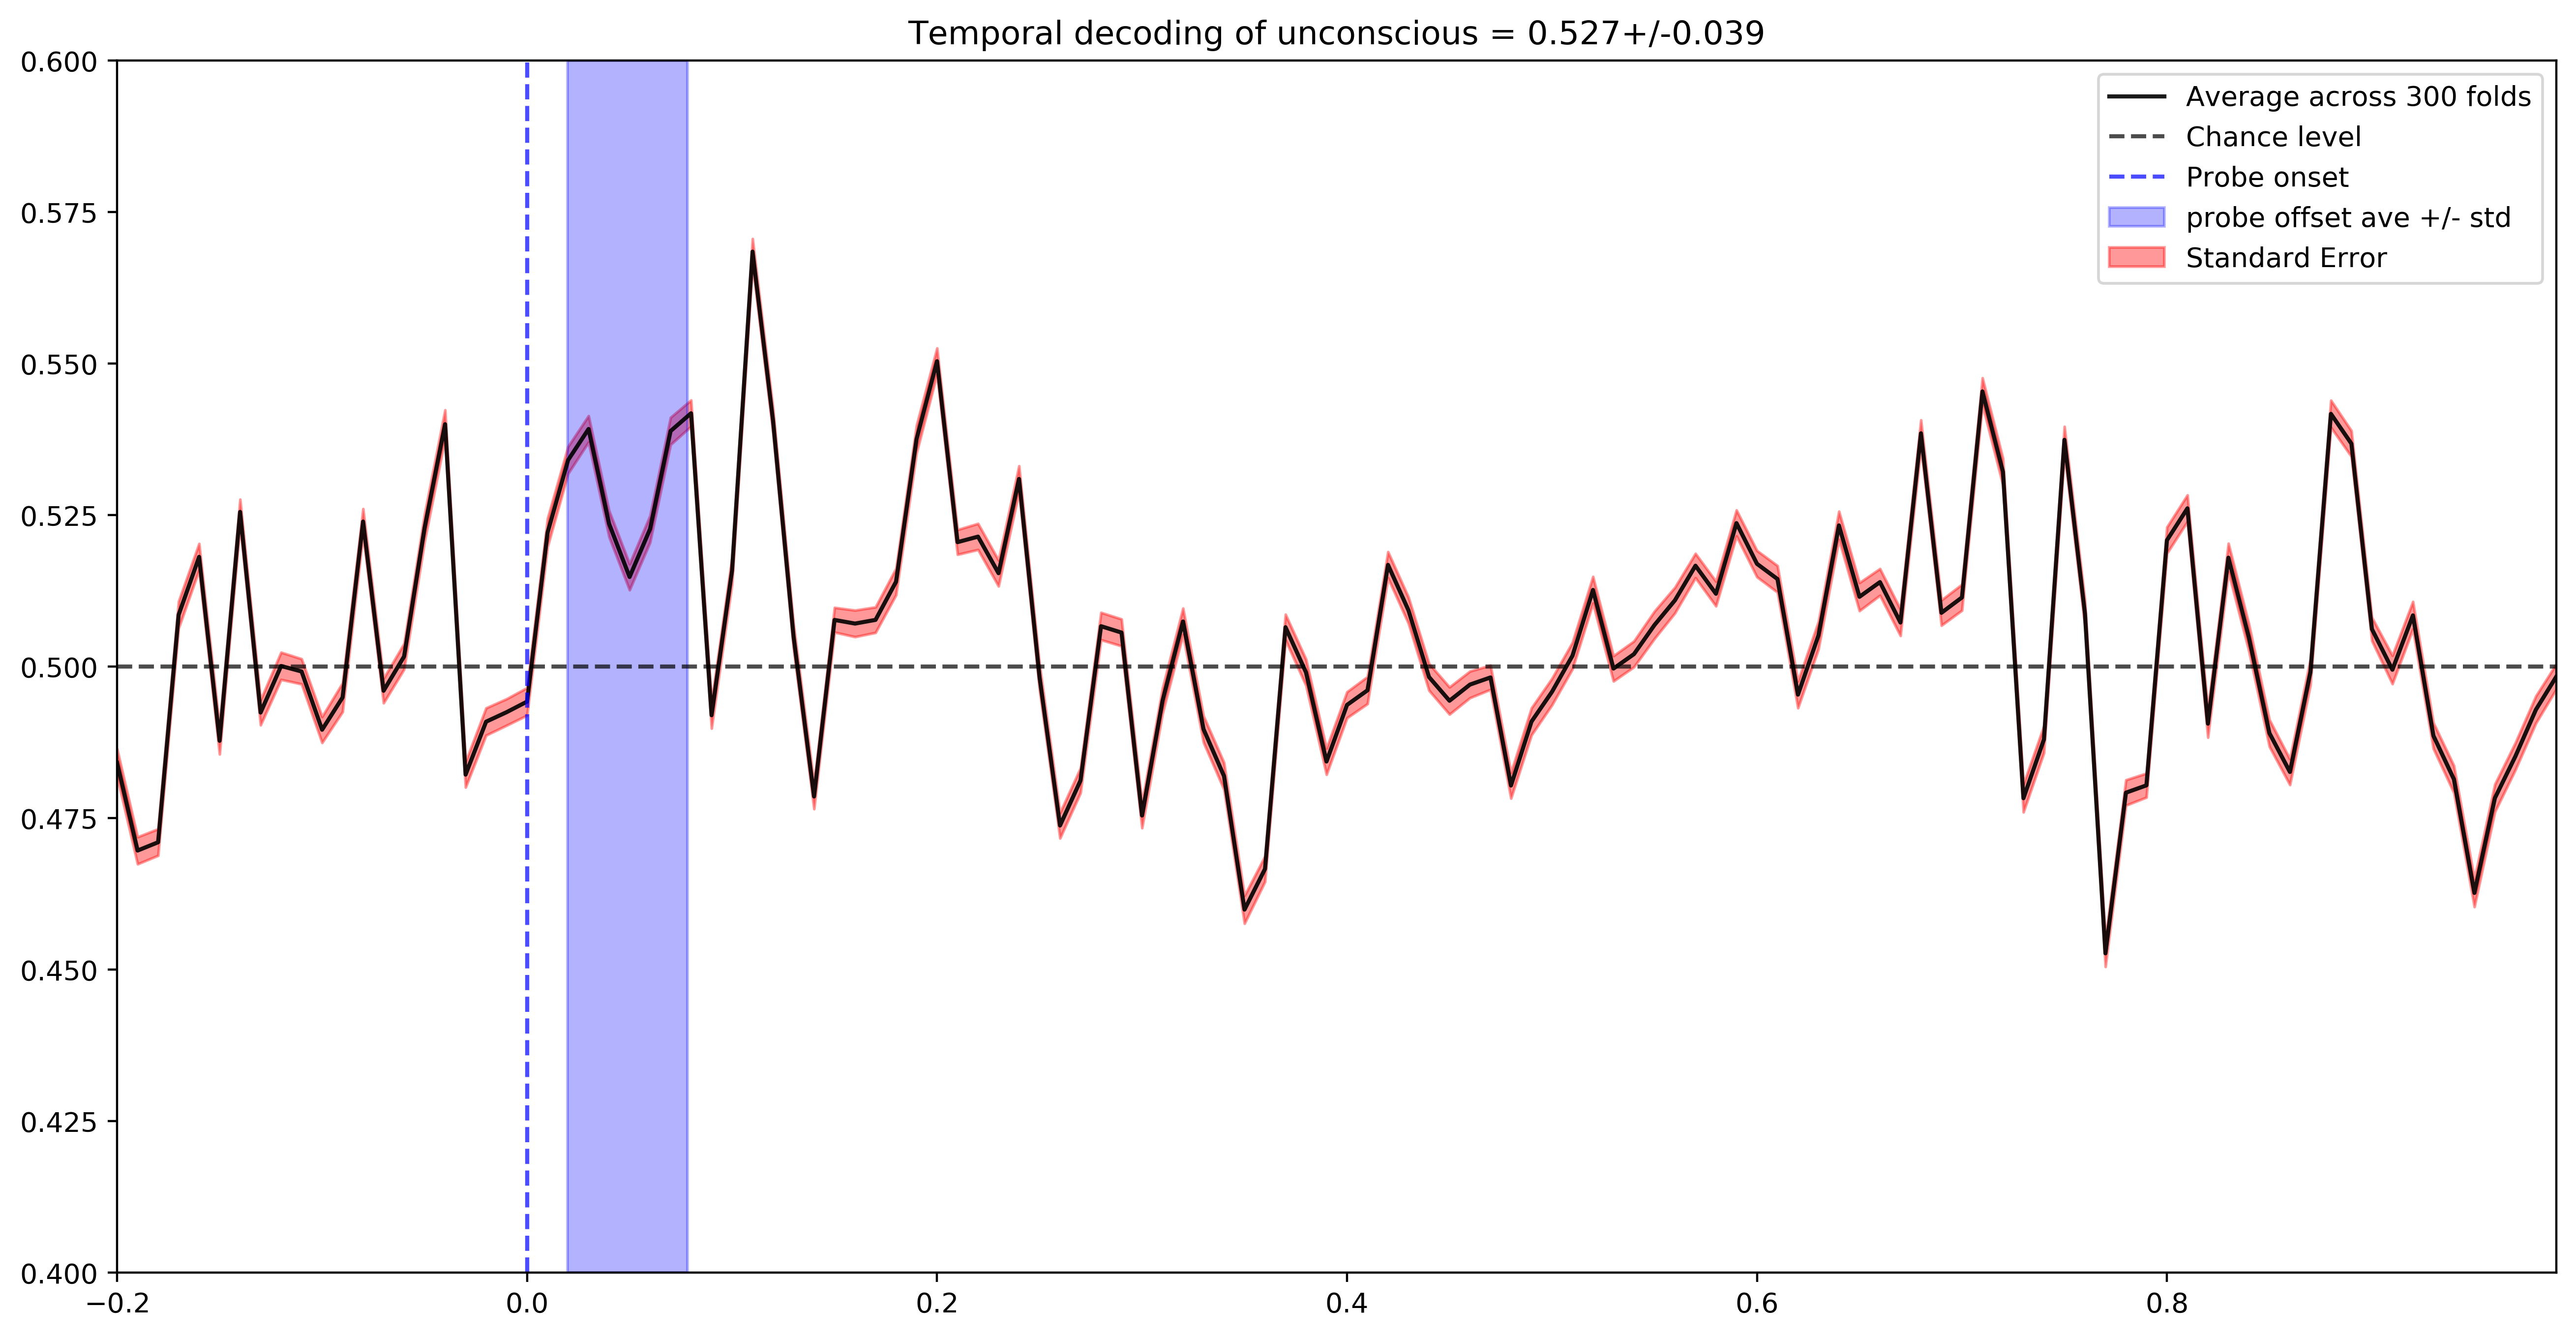 Temporal decoding of unconscious = 0.527+/-0.039
0.600
0.575
0.550
0.525
0.500
0.475
0.450
0.425
0.400
−0.2
0.0
0.2
0.4
0.6
0.8
Average across 300 folds
Chance level
Probe onset
probe offset ave +/- std
Standard Error